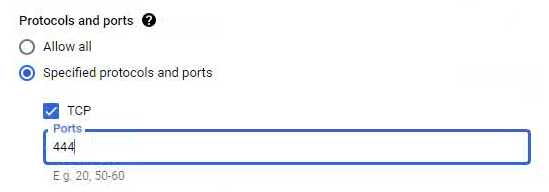 Protocols and ports ?
Allow all
Specified protocols and ports
TCP
Ports
444
E.g. 20, 50-60